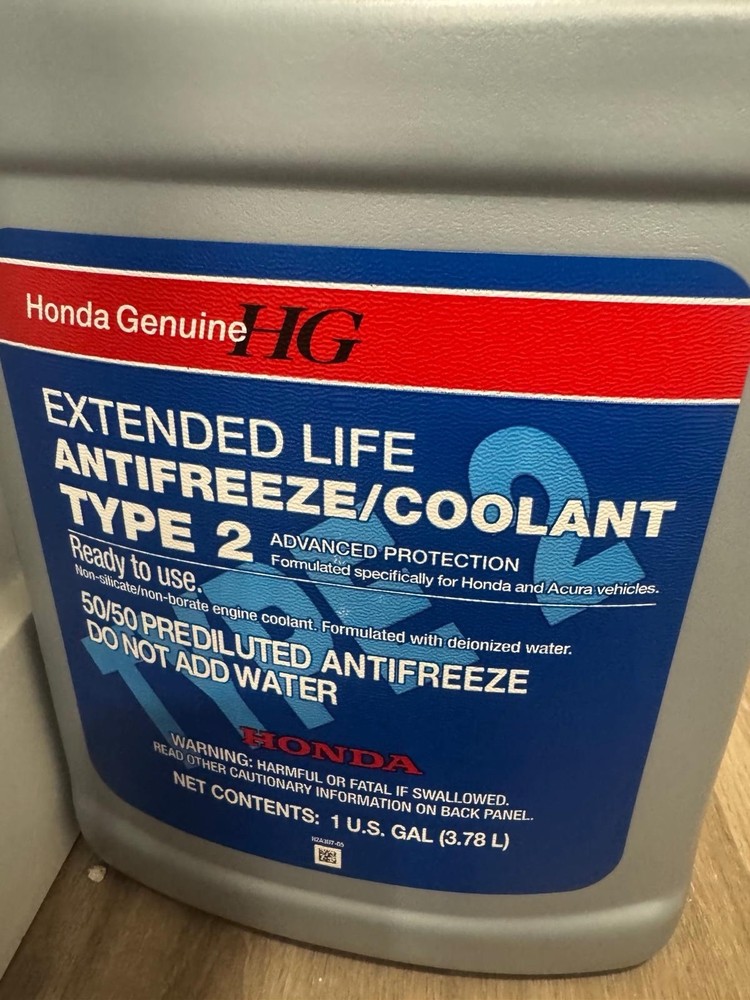 Honda Genuine HG
EXTENDED LIFE
ANTIFREEZE/COOLANT
TYPE 2
ADVANCED PROTECTION
Formulated specifically for Honda and Acura vehicles.
Ready to use.
Non-silicate/non-borate engine coolant. Formulated with deionized water.
50/50 PREDILUTED ANTIFREEZE
DO NOT ADD WATER
TYPE 2
HONDA
WARNING: HARMFUL OR FATAL IF SWALLOWED.
READ OTHER CAUTIONARY INFORMATION ON BACK PANEL.
NET CONTENTS: 1 U.S. GAL (3.78 L)